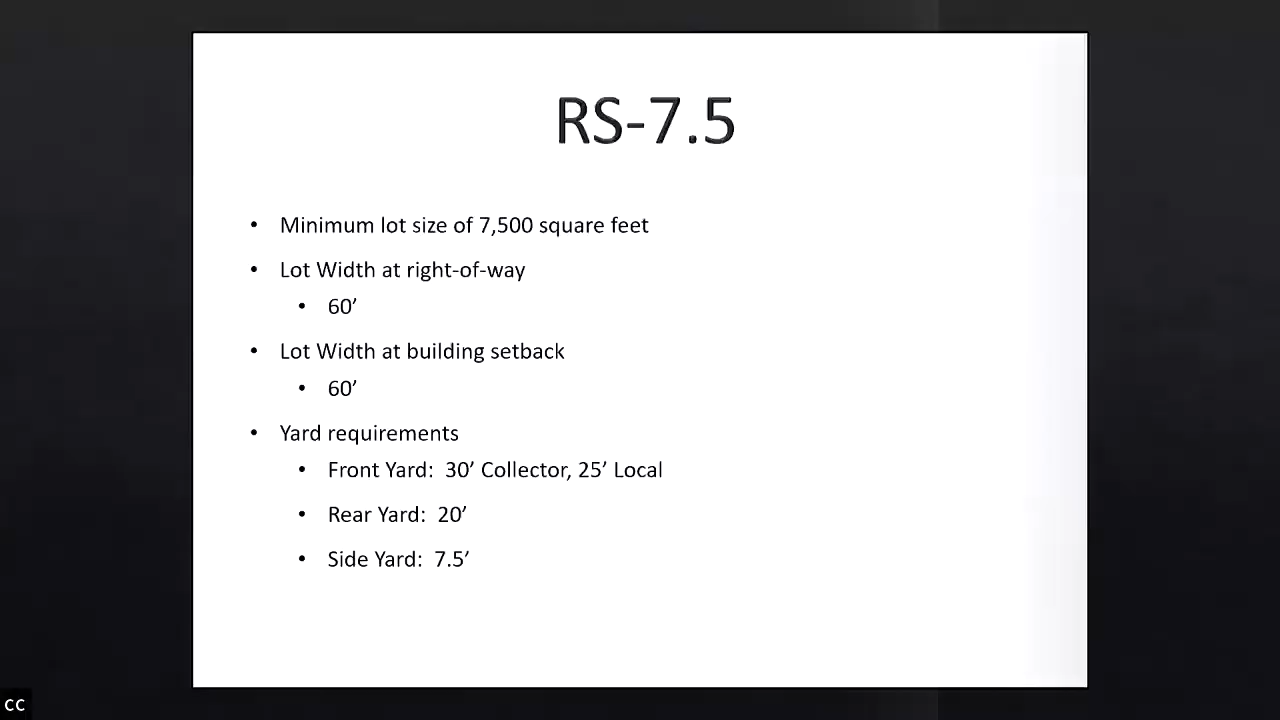 RS-7.5
• Minimum lot size of 7,500 square feet
• Lot Width at right-of-way
• 60’
• Lot Width at building setback
• 60’
• Yard requirements
• Front Yard:  30’ Collector, 25’ Local
• Rear Yard:  20’
• Side Yard:  7.5’
CC